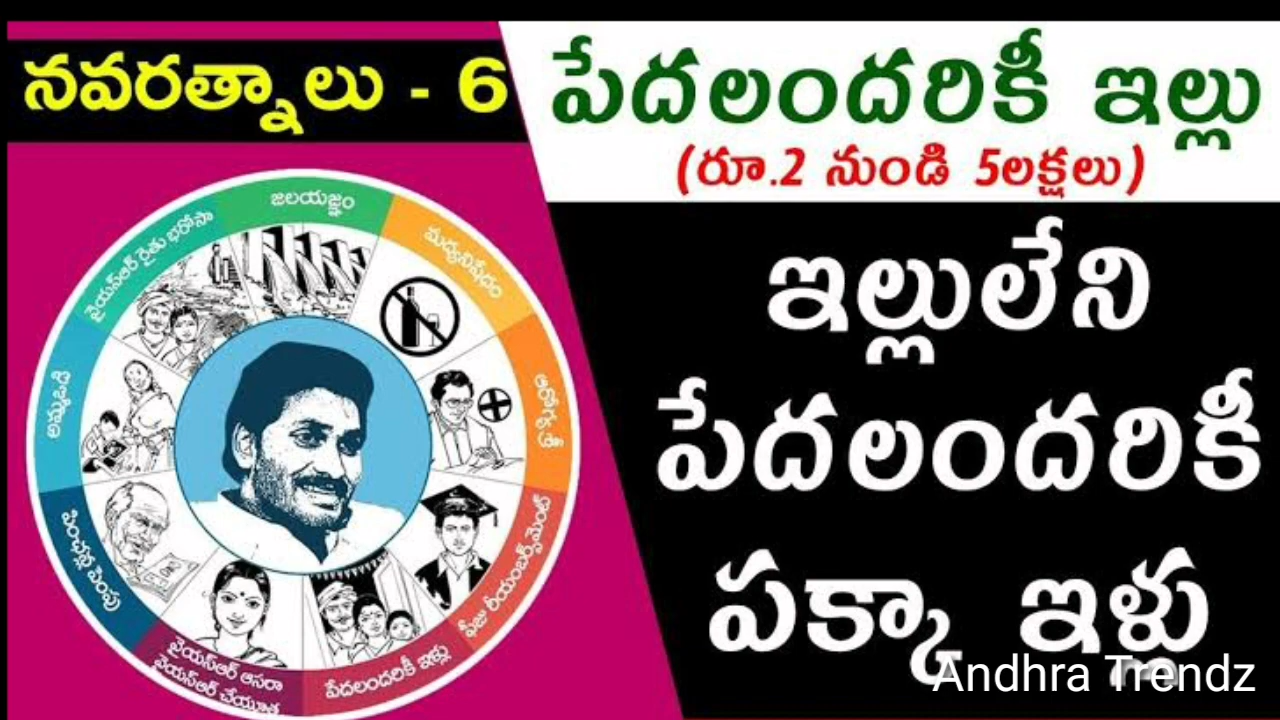 నవరత్నాలు - 6
పేదలందరికీ ఇల్లు
(రూ.2 నుండి 5లక్షలు)
ఇల్లులేని
పేదలందరికీ
పక్కా ఇళ్లు
జలయజ్ఞం
మద్యనిషేధం
ఆరోగ్యశ్రీ
ఫీజు రీయంబర్స్‌మెంట్
పేదలందరికీ ఇళ్లు
వైయస్ఆర్ ఆసరా
వైయస్ఆర్ చేయూత
పింఛన్ల పెంపు
అమ్మఒడి
వైయస్ఆర్ రైతు భరోసా
Andhra Trendz